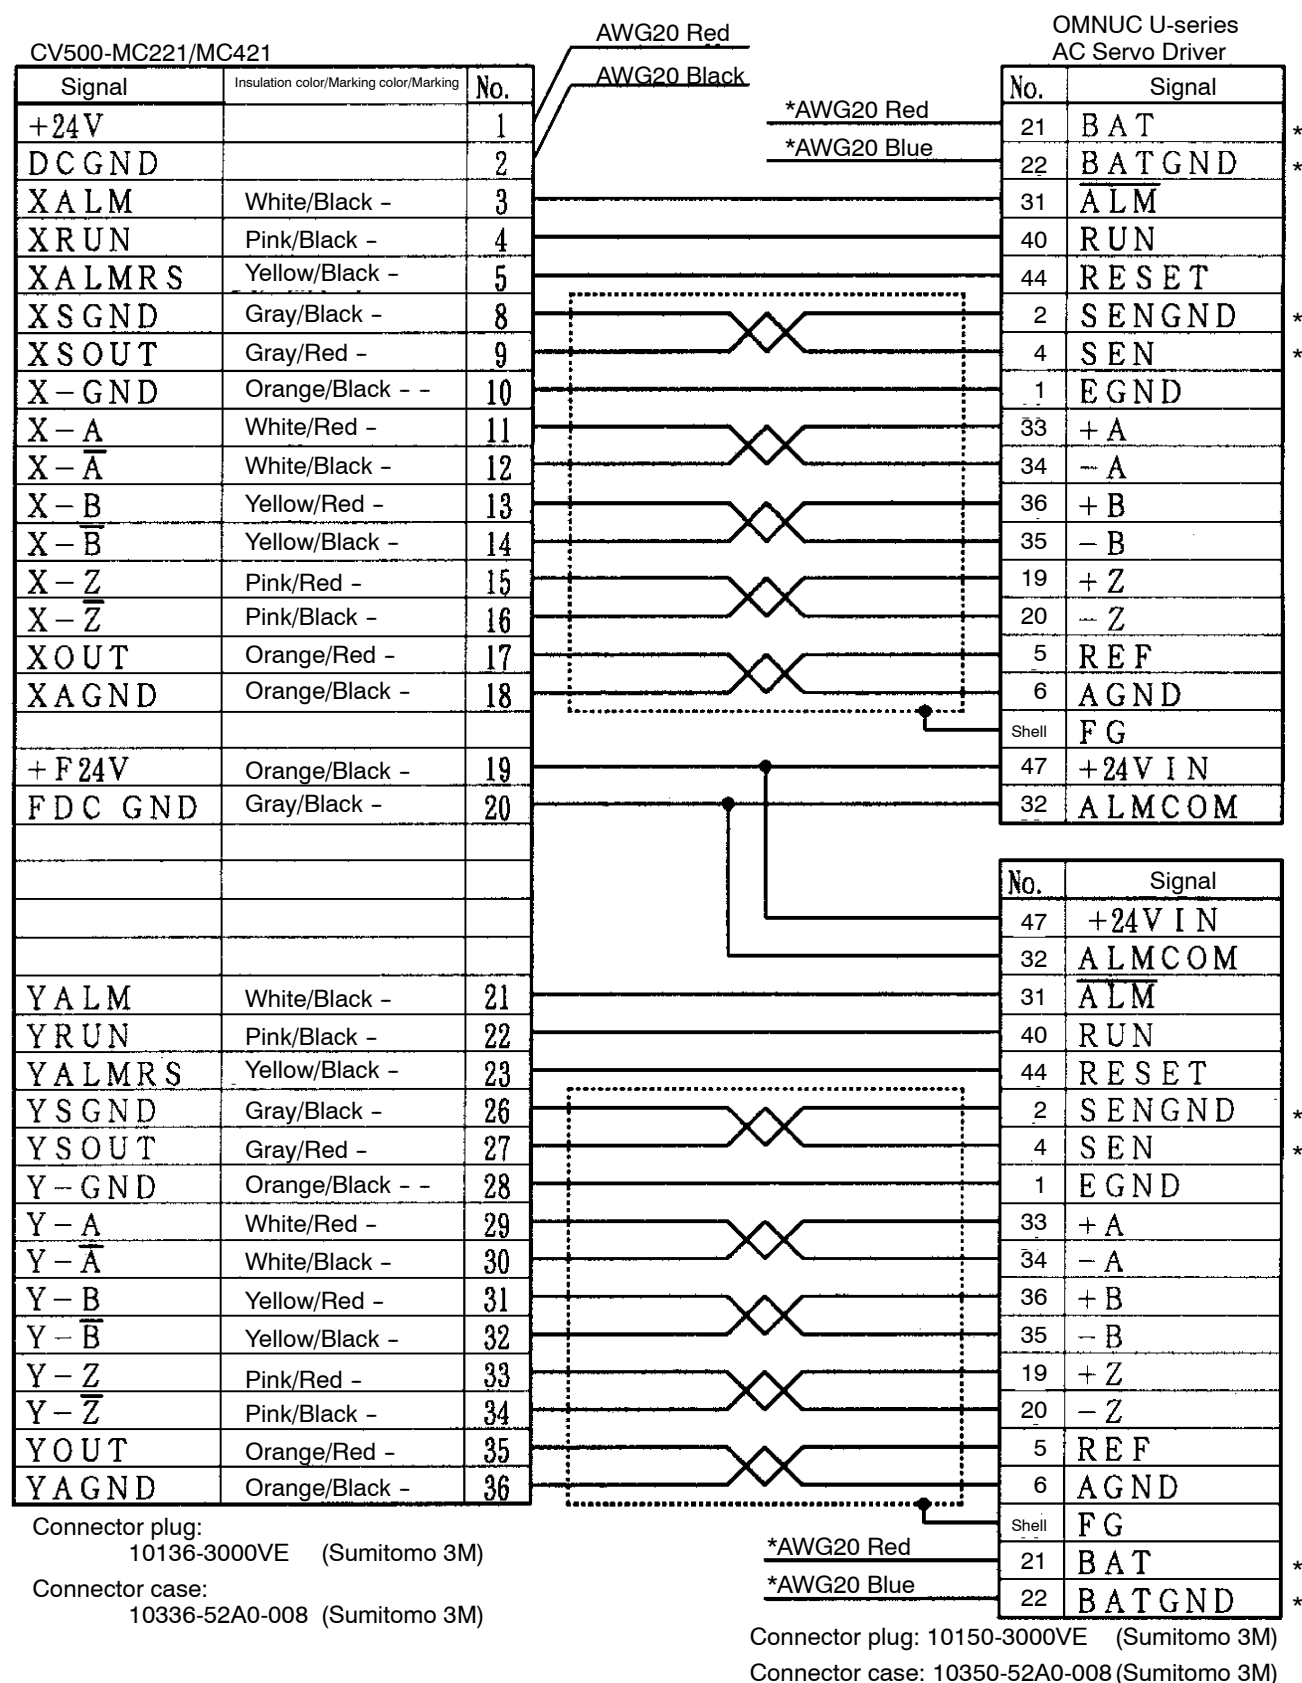 AWG20 Red
OMNUC U-series
CV500-MC221/MC421
AC Servo Driver
AWG20 Black
Signal Insulation color/Marking color/Marking No.
+24V 1
DCGND 2
XALM White/Black – 3
XRUN Pink/Black – 4
XALMRS Yellow/Black – 5
XSGND Gray/Black – 8
XSOUT Gray/Red – 9
X–GND Orange/Black – – 10
X–A White/Red – 11
X–A̅ White/Black – 12
X–B Yellow/Red – 13
X–B̅ Yellow/Black – 14
X–Z Pink/Red – 15
X–Z̅ Pink/Black – 16
XOUT Orange/Red – 17
XAGND Orange/Black – 18
+F24V Orange/Black – 19
FDC GND Gray/Black – 20
YALM White/Black – 21
YRUN Pink/Black – 22
YALMRS Yellow/Black – 23
YSGND Gray/Black – 26
YSOUT Gray/Red – 27
Y–GND Orange/Black – – 28
Y–A White/Red – 29
Y–A̅ White/Black – 30
Y–B Yellow/Red – 31
Y–B̅ Yellow/Black – 32
Y–Z Pink/Red – 33
Y–Z̅ Pink/Black – 34
YOUT Orange/Red – 35
YAGND Orange/Black – 36
Connector plug:
10136-3000VE (Sumitomo 3M)
Connector case:
10336-52A0-008 (Sumitomo 3M)
No. Signal
*AWG20 Red 21 BAT *
*AWG20 Blue 22 BATGND *
31 A̅L̅M̅
40 RUN
44 RESET
2 SENGND *
4 SEN *
1 EGND
33 +A
34 –A
36 +B
35 –B
19 +Z
20 –Z
5 REF
6 AGND
Shell FG
47 +24VIN
32 ALMCOM
No. Signal
47 +24VIN
32 ALMCOM
31 A̅L̅M̅
40 RUN
44 RESET
2 SENGND *
4 SEN *
1 EGND
33 +A
34 –A
36 +B
35 –B
19 +Z
20 –Z
5 REF
6 AGND
Shell FG
*AWG20 Red 21 BAT *
*AWG20 Blue 22 BATGND *
Connector plug: 10150-3000VE (Sumitomo 3M)
Connector case: 10350-52A0-008 (Sumitomo 3M)